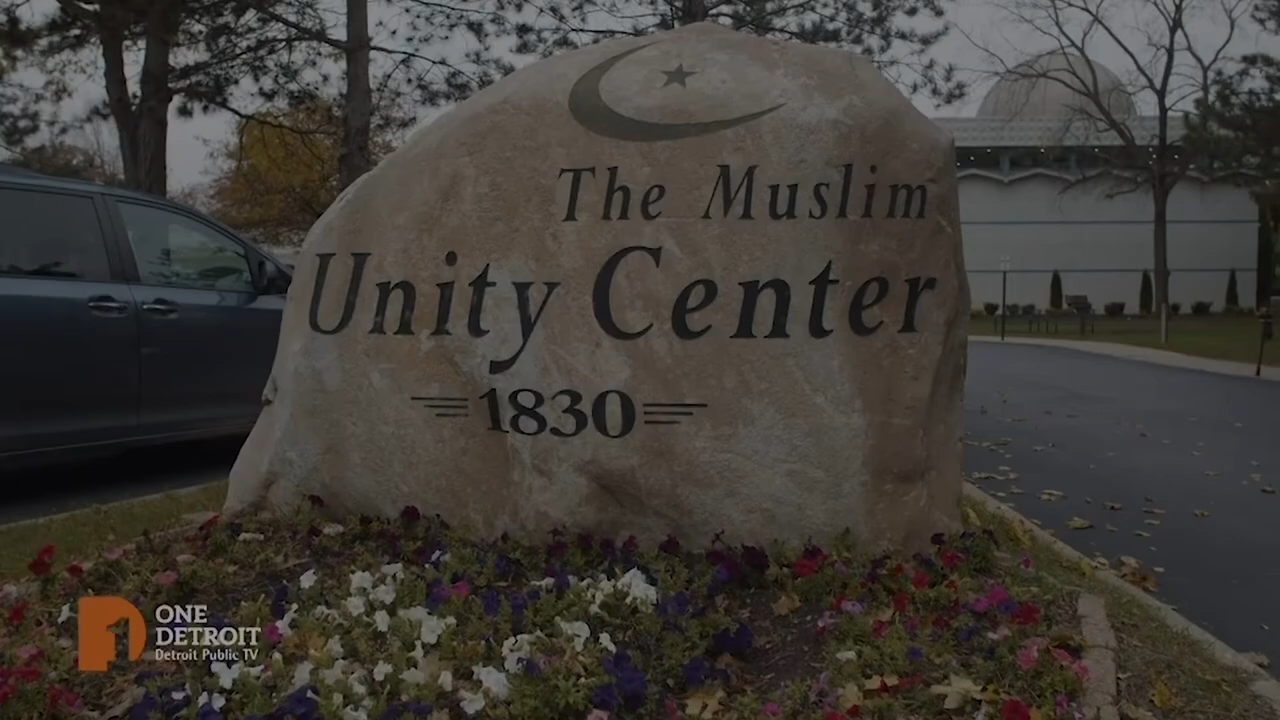 The Muslim
Unity Center
1830
ONE
DETROIT
Detroit Public TV